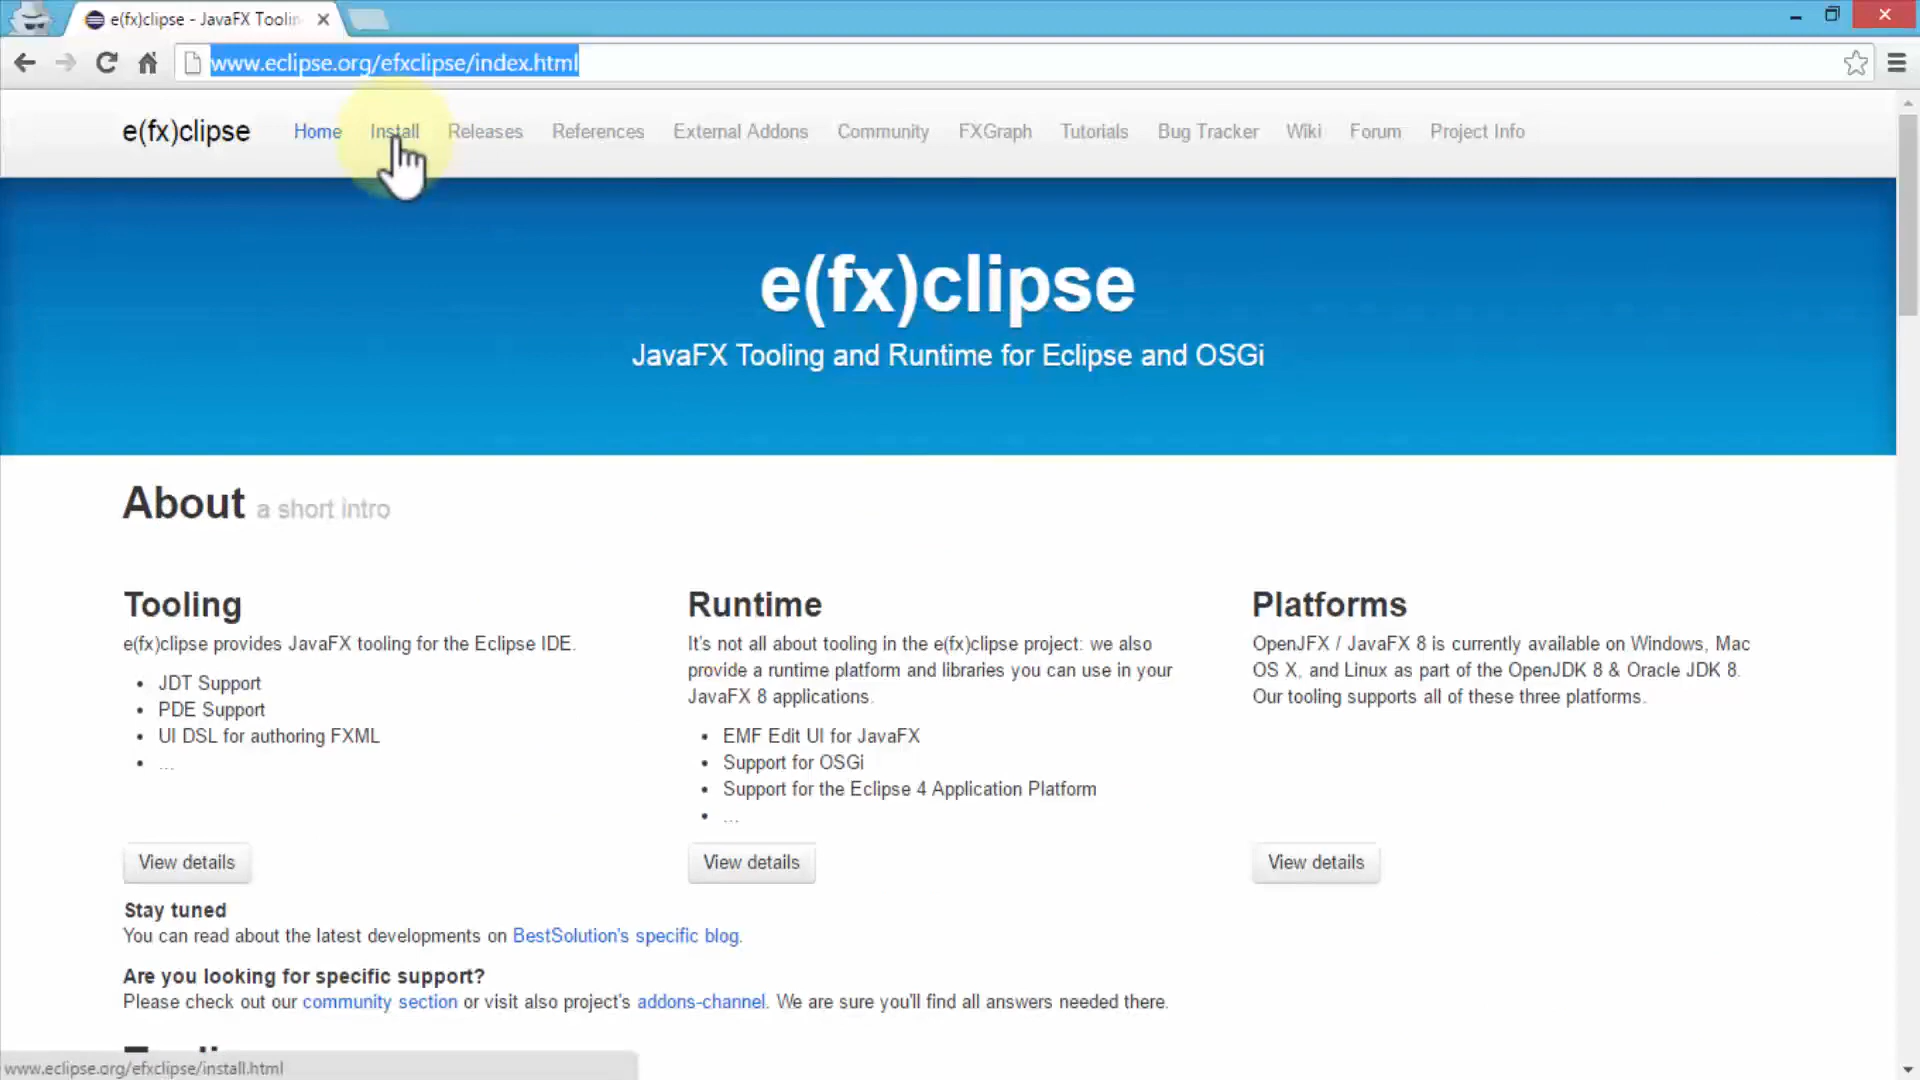 e(fx)clipse - JavaFX Toolin
www.eclipse.org/efxclipse/index.html
e(fx)clipse Home Install Releases References External Addons Community FXGraph Tutorials Bug Tracker Wiki Forum Project Info
e(fx)clipse
JavaFX Tooling and Runtime for Eclipse and OSGi
About a short intro
Tooling
e(fx)clipse provides JavaFX tooling for the Eclipse IDE.
• JDT Support
• PDE Support
• UI DSL for authoring FXML
• ...
View details
Runtime
It's not all about tooling in the e(fx)clipse project: we also
provide a runtime platform and libraries you can use in your
JavaFX 8 applications.
• EMF Edit UI for JavaFX
• Support for OSGi
• Support for the Eclipse 4 Application Platform
• ...
View details
Platforms
OpenJFX / JavaFX 8 is currently available on Windows, Mac
OS X, and Linux as part of the OpenJDK 8 & Oracle JDK 8.
Our tooling supports all of these three platforms.
View details
Stay tuned
You can read about the latest developments on BestSolution's specific blog.
Are you looking for specific support?
Please check out our community section or visit also project's addons-channel. We are sure you'll find all answers needed there.
www.eclipse.org/efxclipse/install.html